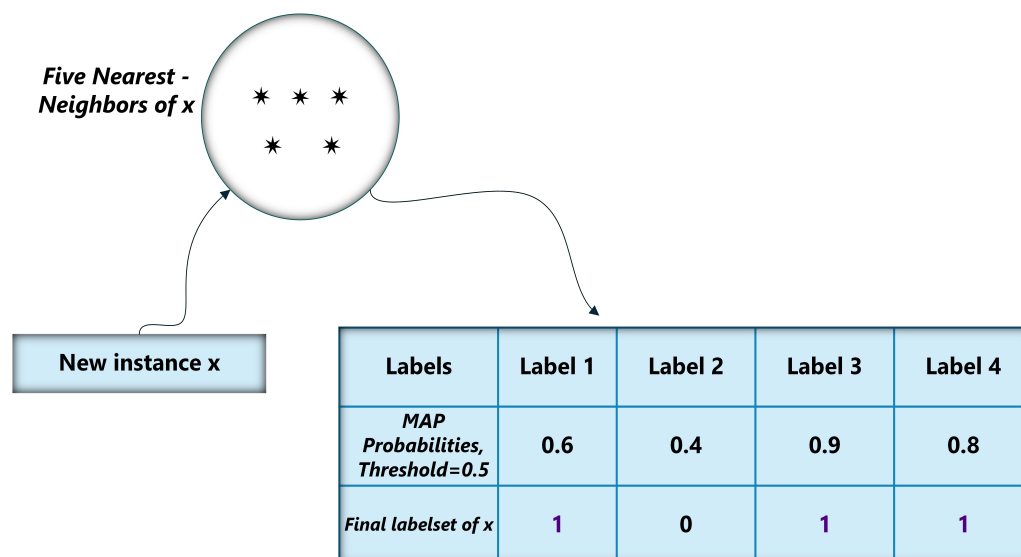 Five Nearest -
Neighbors of x
New instance x
Labels Label 1 Label 2 Label 3 Label 4
MAP
Probabilities,
Threshold=0.5 0.6 0.4 0.9 0.8
Final labelset of x 1 0 1 1